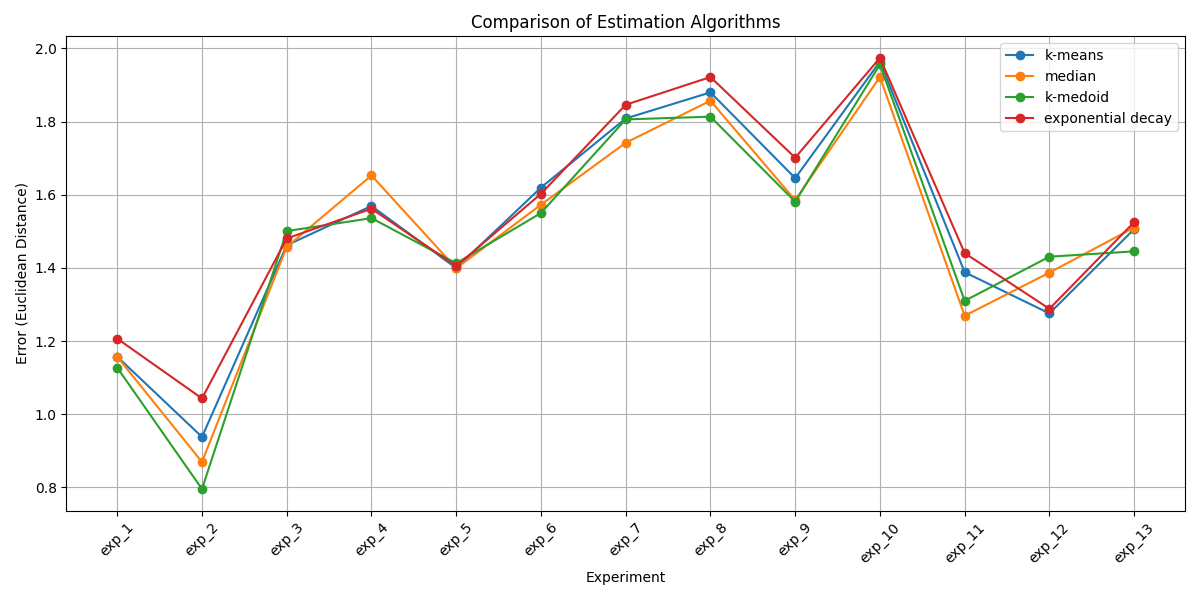 Comparison of Estimation Algorithms
k-means
median
k-medoid
exponential decay
Error (Euclidean Distance)
2.0
1.8
1.6
1.4
1.2
1.0
0.8
exp_1 exp_2 exp_3 exp_4 exp_5 exp_6 exp_7 exp_8 exp_9 exp_10 exp_11 exp_12 exp_13
Experiment